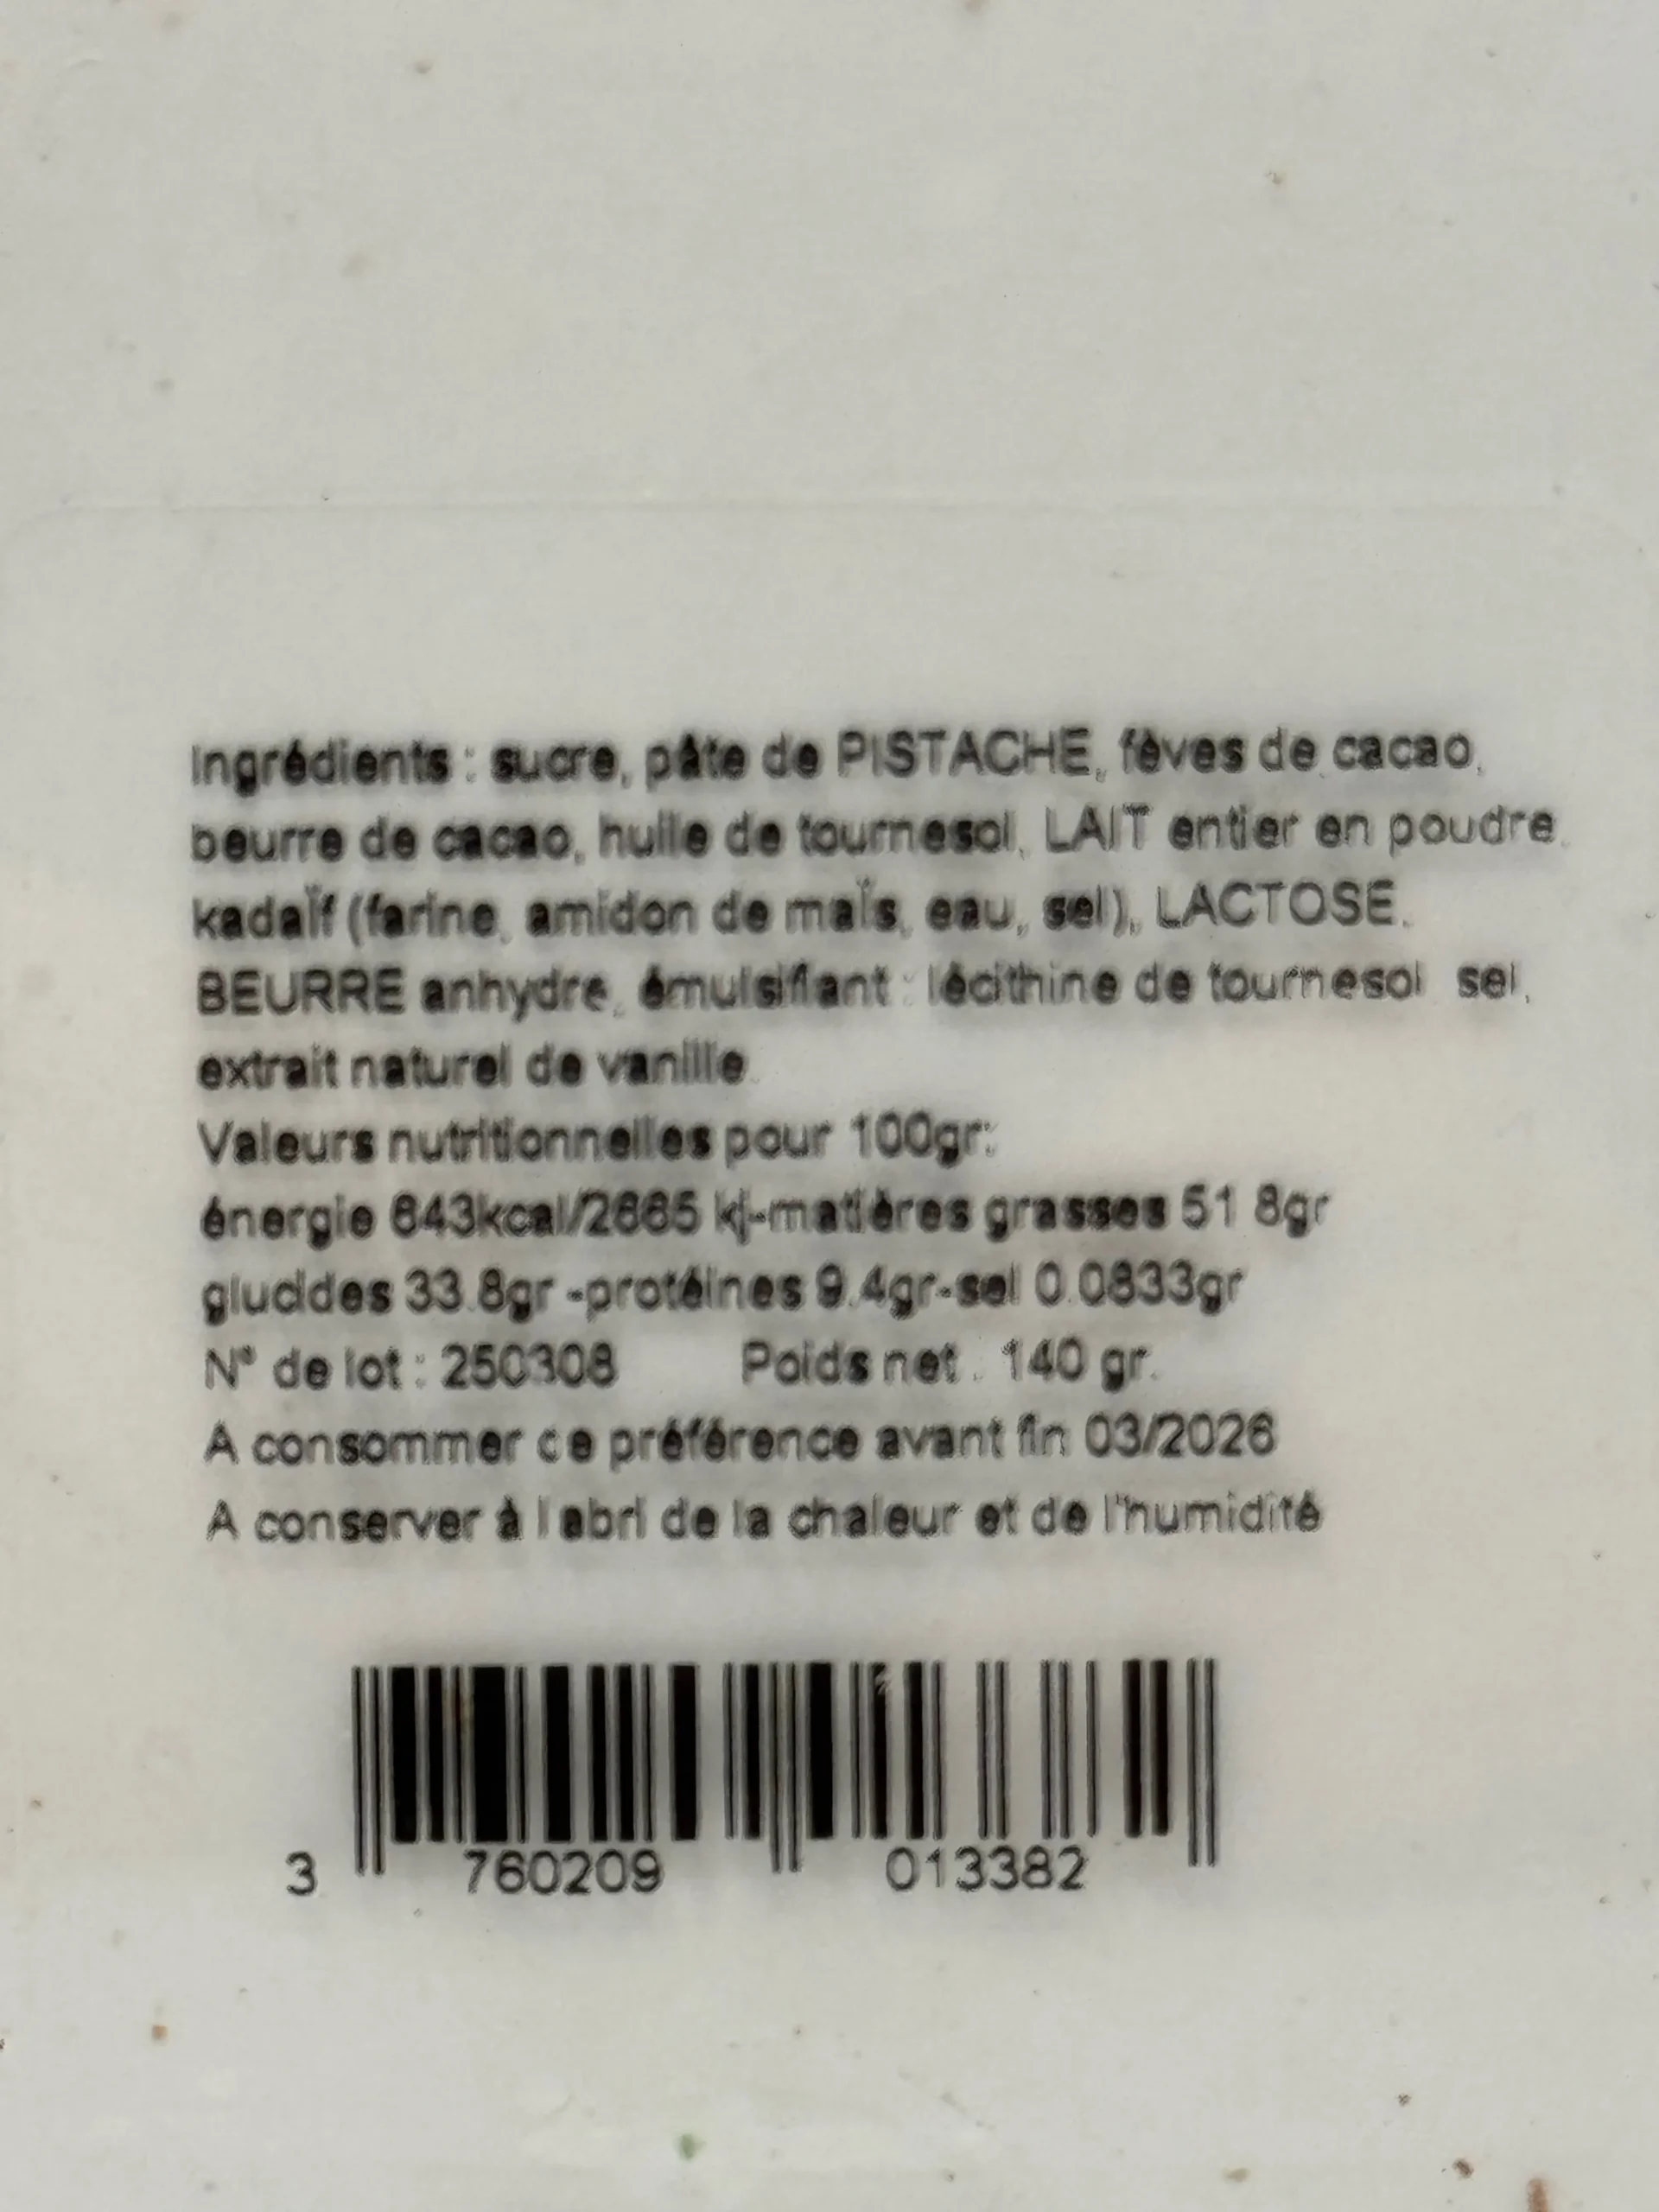 Ingrédients : sucre, pâte de PISTACHE, fèves de cacao,
beurre de cacao, huile de tournesol, LAIT entier en poudre,
kadaïf (farine, amidon de maïs, eau, sel), LACTOSE,
BEURRE anhydre, émulsifiant : lécithine de tournesol sel,
extrait naturel de vanille
Valeurs nutritionnelles pour 100gr:
énergie 643kcal/2665 kj-matières grasses 51.8gr
glucides 33.8gr -protéines 9.4gr-sel 0.0833gr
N° de lot : 250308 Poids net : 140 gr.
A consommer de préférence avant fin 03/2026
A conserver à l'abri de la chaleur et de l'humidité
3 760209 013382